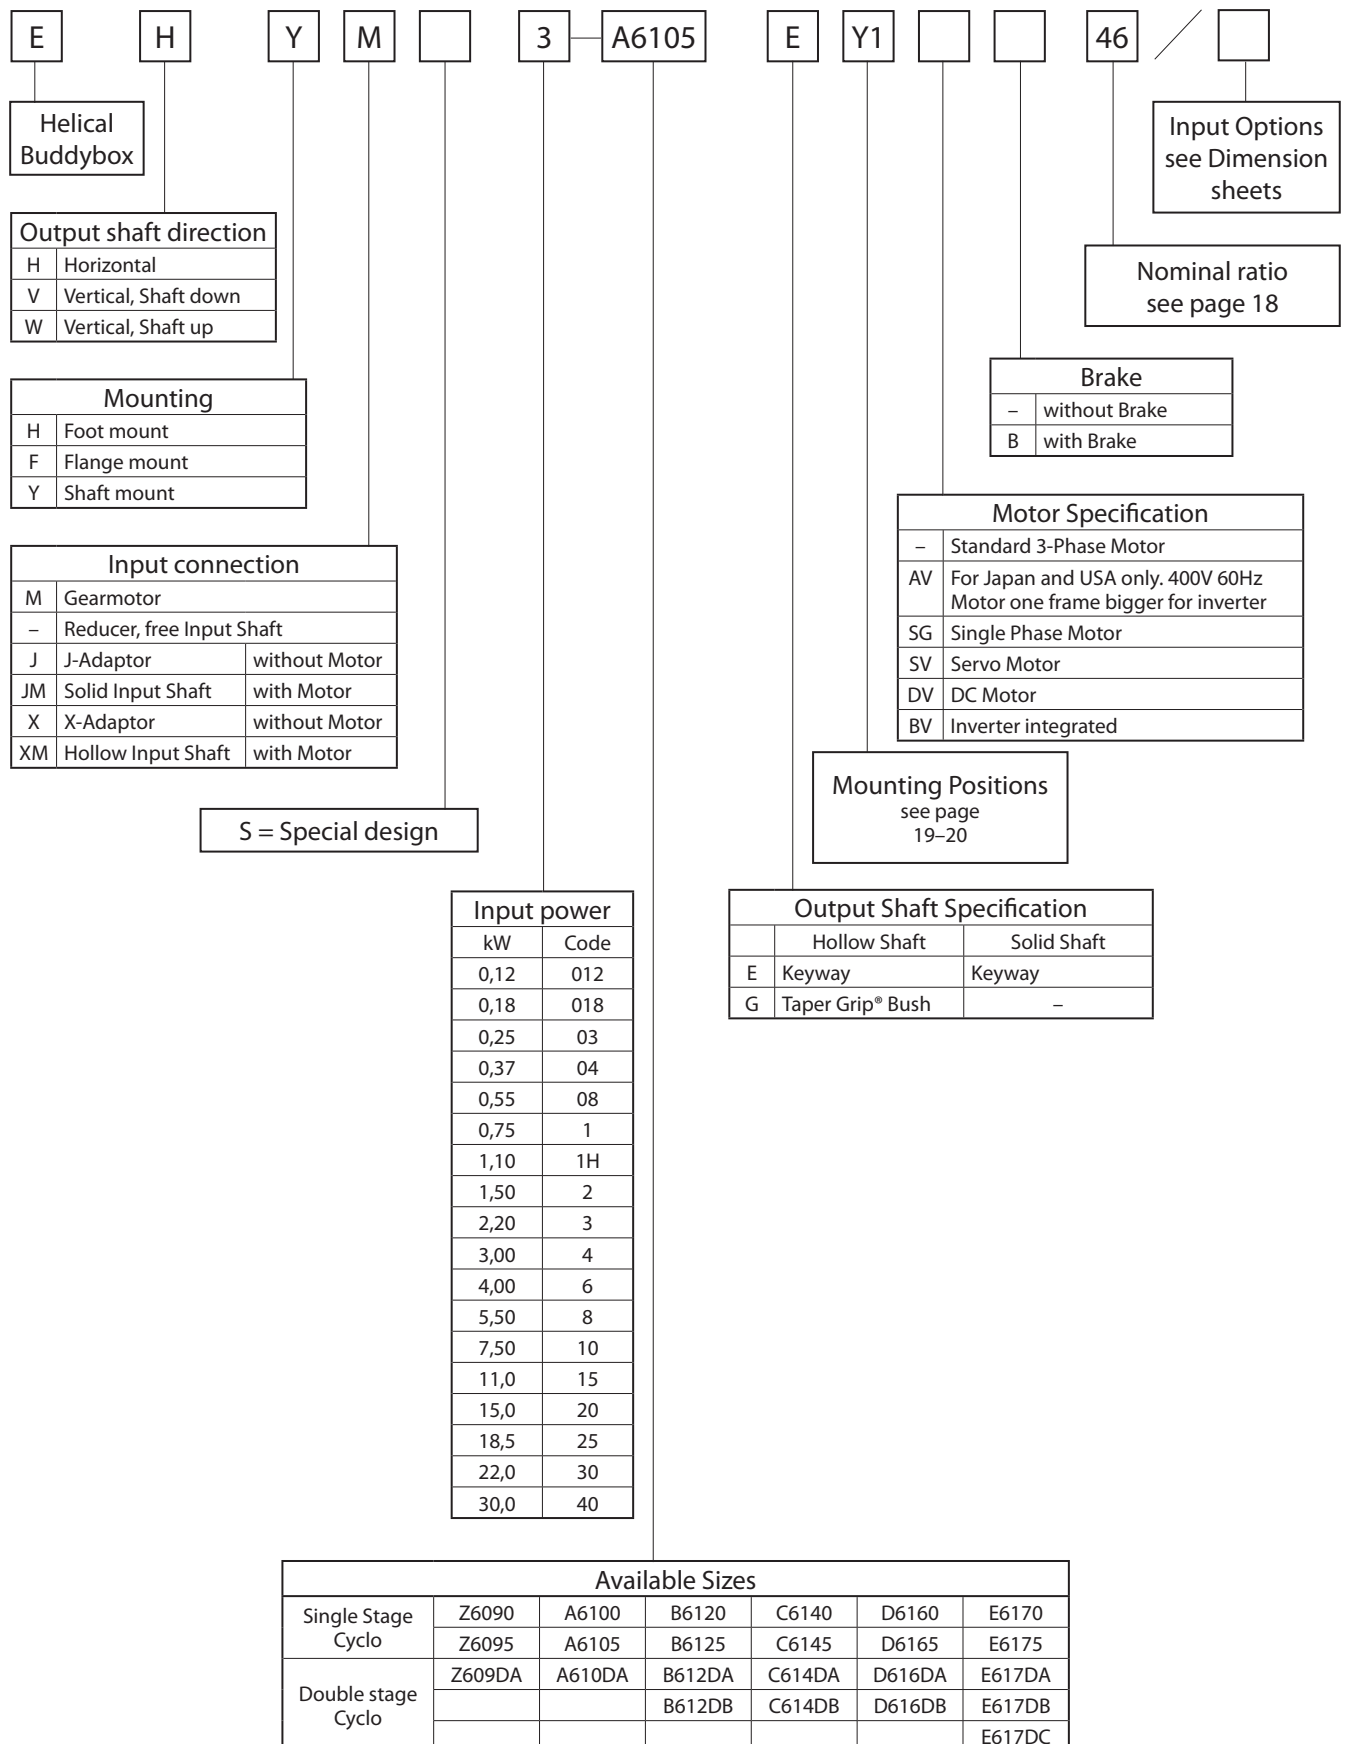 E H Y M 3 A6105 E Y1 46 /
Helical
Buddybox
Input Options
see Dimension
sheets
Output shaft direction
H Horizontal
V Vertical, Shaft down
W Vertical, Shaft up
Nominal ratio
see page 18
Brake
– without Brake
B with Brake
Mounting
H Foot mount
F Flange mount
Y Shaft mount
Motor Specification
– Standard 3-Phase Motor
AV For Japan and USA only. 400V 60Hz
Motor one frame bigger for inverter
SG Single Phase Motor
SV Servo Motor
DV DC Motor
BV Inverter integrated
Input connection
M Gearmotor
– Reducer, free Input Shaft
J J-Adaptor without Motor
JM Solid Input Shaft with Motor
X X-Adaptor without Motor
XM Hollow Input Shaft with Motor
Mounting Positions
see page
19–20
S = Special design
Input power
kW Code
0,12 012
0,18 018
0,25 03
0,37 04
0,55 08
0,75 1
1,10 1H
1,50 2
2,20 3
3,00 4
4,00 6
5,50 8
7,50 10
11,0 15
15,0 20
18,5 25
22,0 30
30,0 40
Output Shaft Specification
Hollow Shaft Solid Shaft
E Keyway Keyway
G Taper Grip® Bush –
Available Sizes
Single Stage
Cyclo
Z6090 A6100 B6120 C6140 D6160 E6170
Z6095 A6105 B6125 C6145 D6165 E6175
Double stage
Cyclo
Z609DA A610DA B612DA C614DA D616DA E617DA
B612DB C614DB D616DB E617DB
E617DC